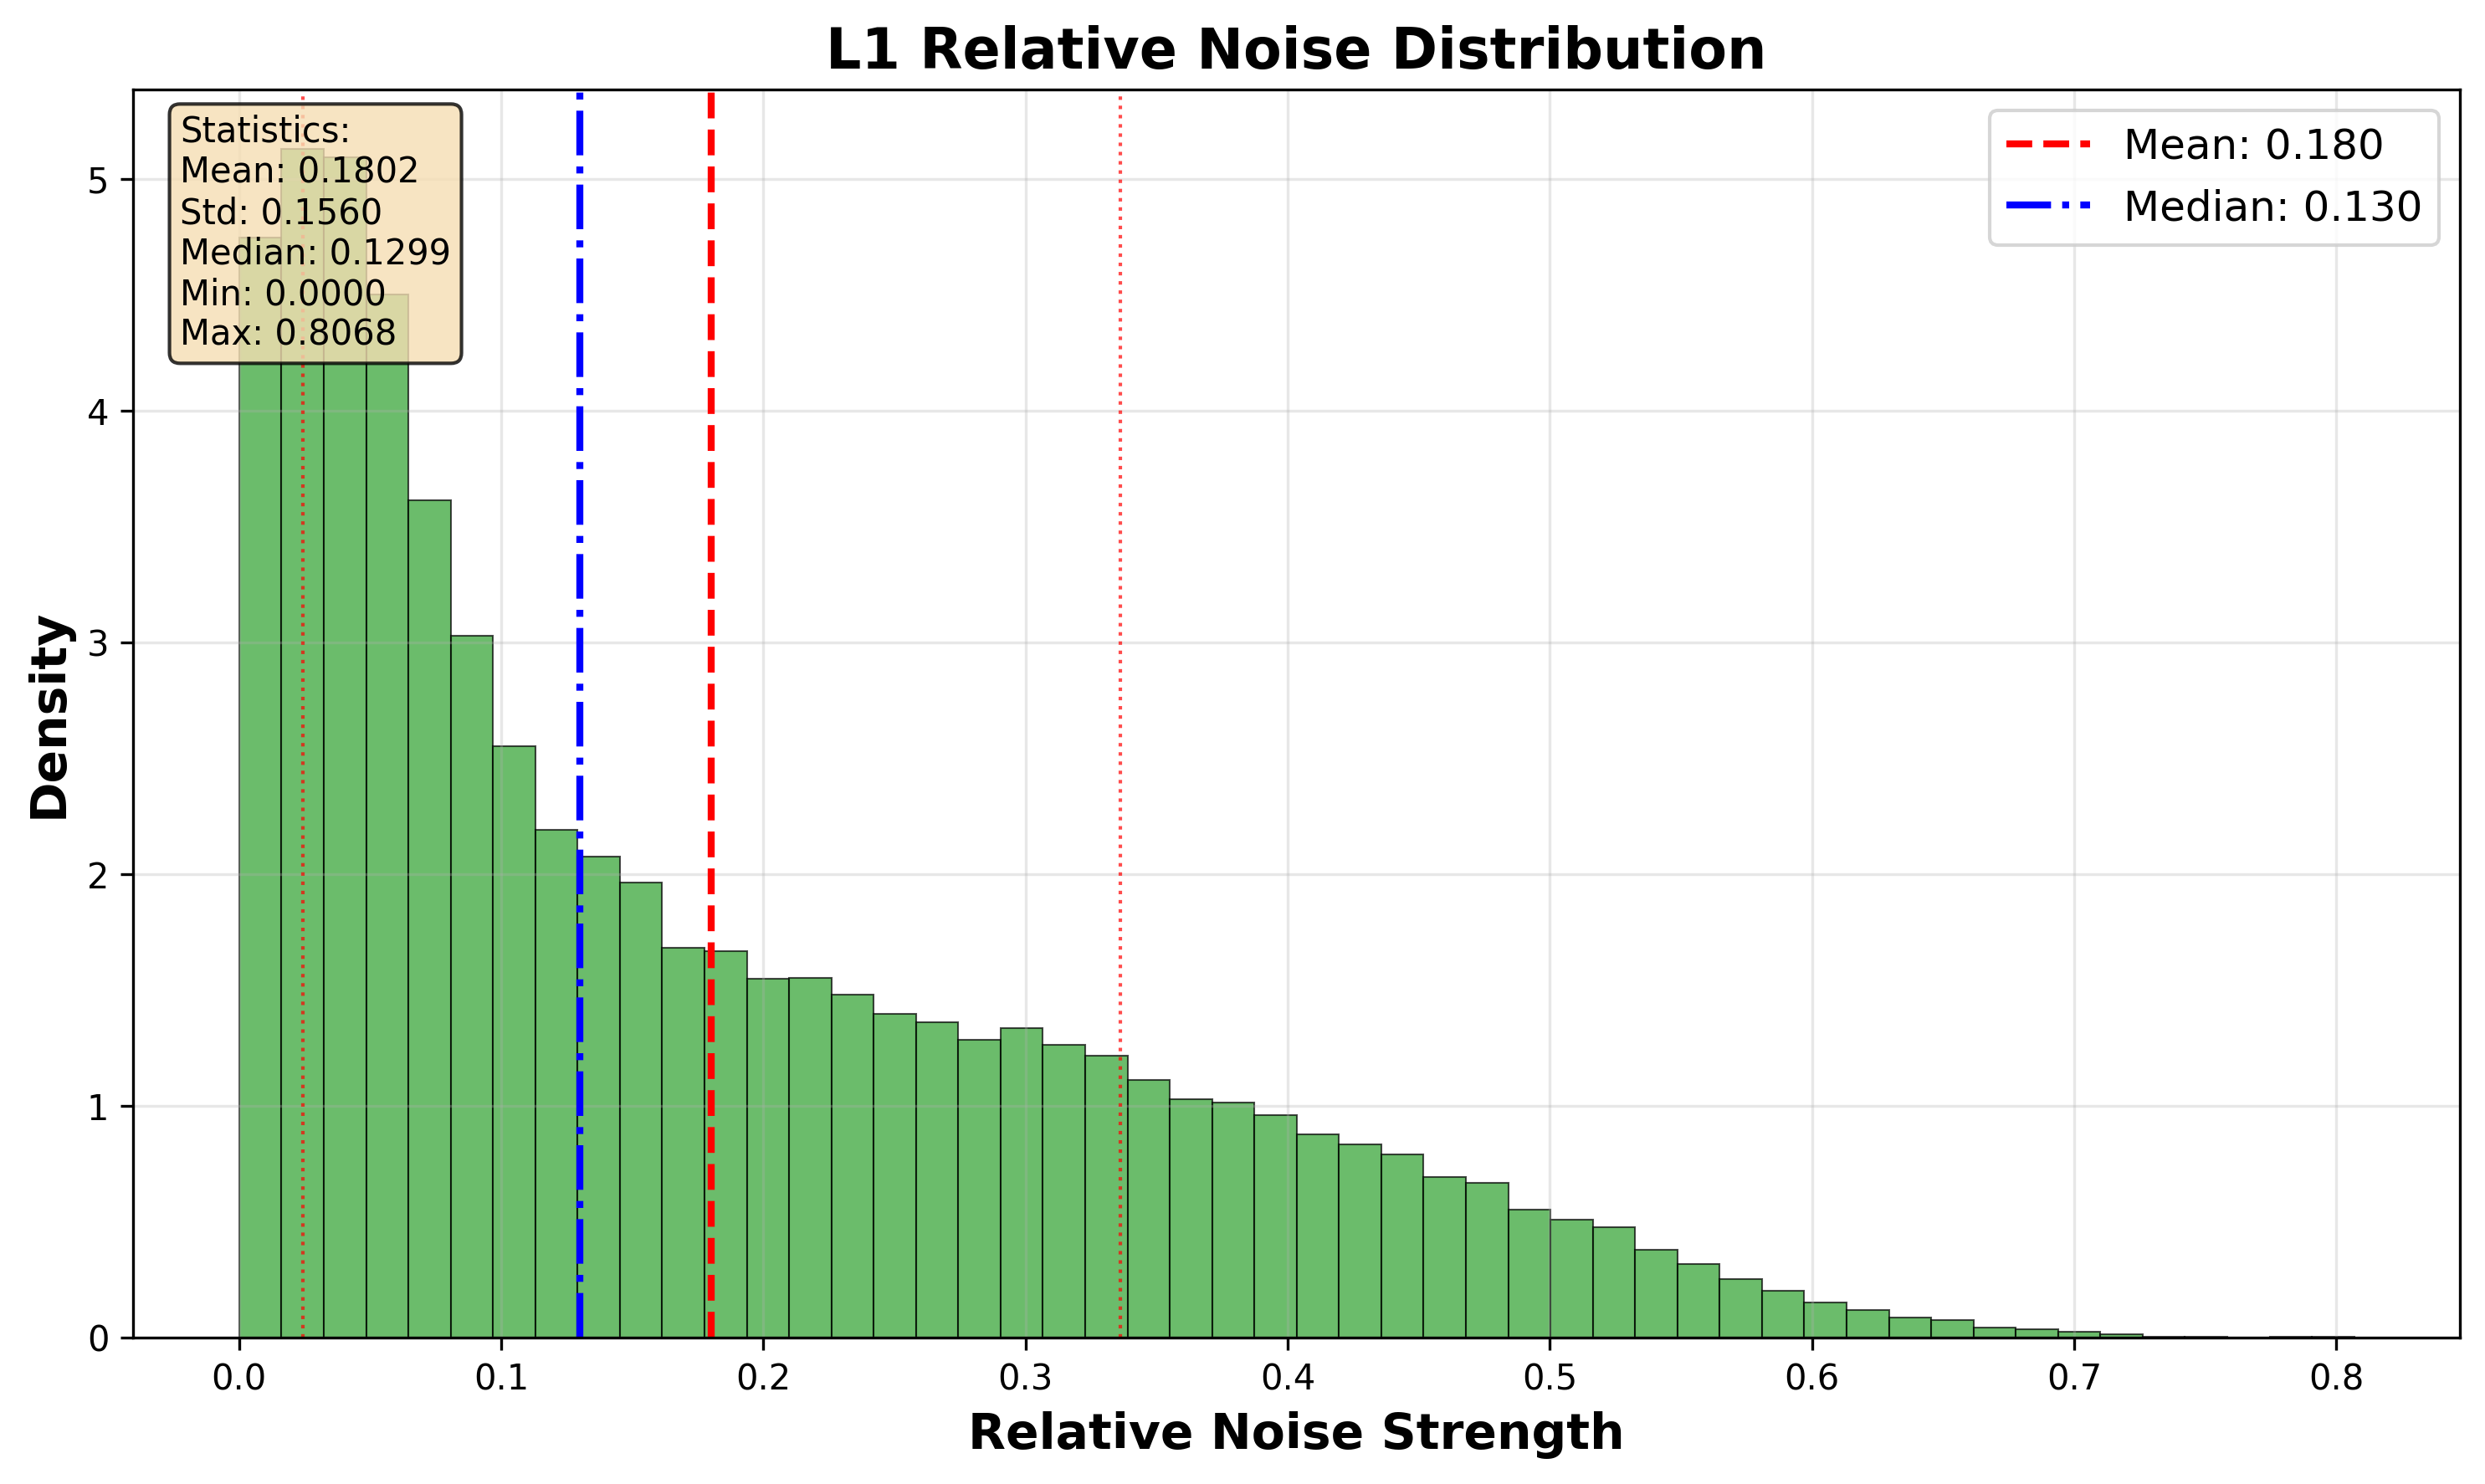 L1 Relative Noise Distribution
Statistics:
Mean: 0.1802
Std: 0.1560
Median: 0.1299
Min: 0.0000
Max: 0.8068
Mean: 0.180
Median: 0.130
Density
5
4
3
2
1
0
0.0 0.1 0.2 0.3 0.4 0.5 0.6 0.7 0.8
Relative Noise Strength